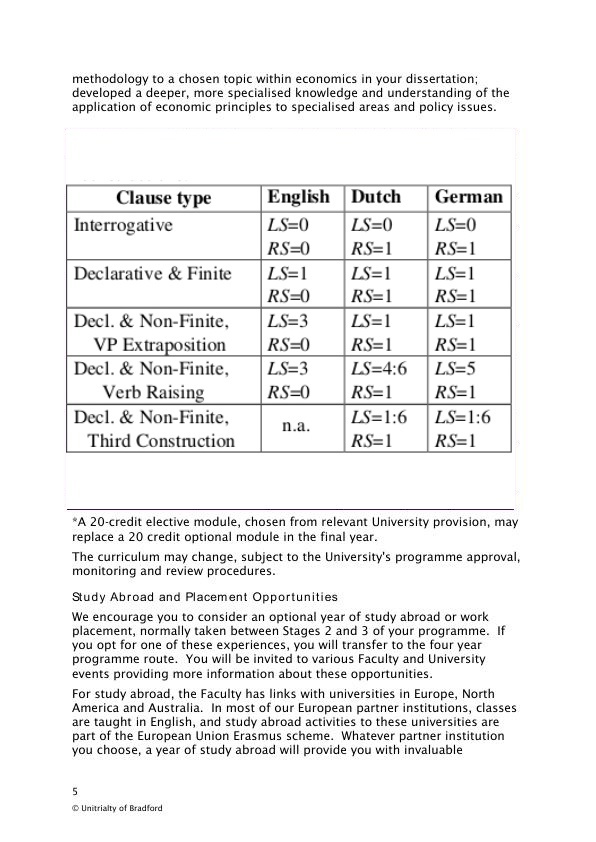 methodology to a chosen topic within economics in your dissertation;
developed a deeper, more specialised knowledge and understanding of the
application of economic principles to specialised areas and policy issues.
Clause type English Dutch German
Interrogative LS=0 LS=0 LS=0
RS=0 RS=1 RS=1
Declarative & Finite LS=1 LS=1 LS=1
RS=0 RS=1 RS=1
Decl. & Non-Finite, LS=3 LS=1 LS=1
VP Extraposition RS=0 RS=1 RS=1
Decl. & Non-Finite, LS=3 LS=4:6 LS=5
Verb Raising RS=0 RS=1 RS=1
Decl. & Non-Finite, n.a. LS=1:6 LS=1:6
Third Construction RS=1 RS=1
*A 20-credit elective module, chosen from relevant University provision, may
replace a 20 credit optional module in the final year.
The curriculum may change, subject to the University's programme approval,
monitoring and review procedures.
Study Abroad and Placement Opportunities
We encourage you to consider an optional year of study abroad or work
placement, normally taken between Stages 2 and 3 of your programme. If
you opt for one of these experiences, you will transfer to the four year
programme route. You will be invited to various Faculty and University
events providing more information about these opportunities.
For study abroad, the Faculty has links with universities in Europe, North
America and Australia. In most of our European partner institutions, classes
are taught in English, and study abroad activities to these universities are
part of the European Union Erasmus scheme. Whatever partner institution
you choose, a year of study abroad will provide you with invaluable
5
© Unitrialty of Bradford